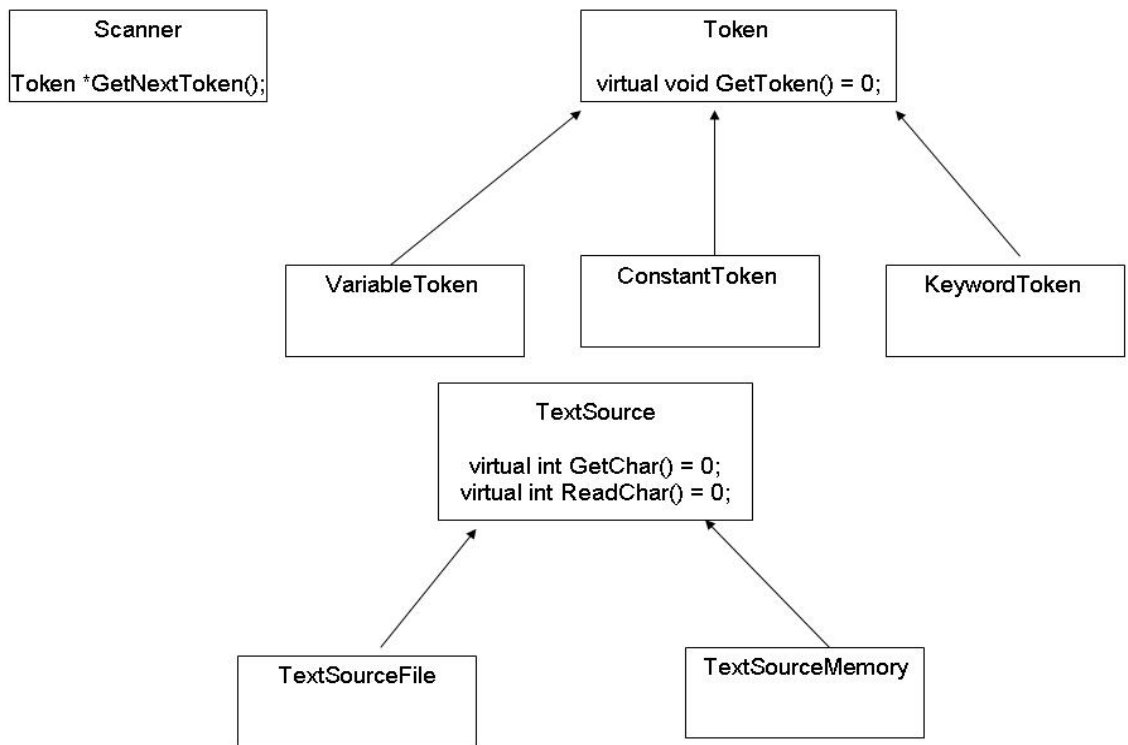 Scanner
Token *GetNextToken();
Token
virtual void GetToken() = 0;
VariableToken
ConstantToken
KeywordToken
TextSource
virtual int GetChar() = 0;
virtual int ReadChar() = 0;
TextSourceFile
TextSourceMemory